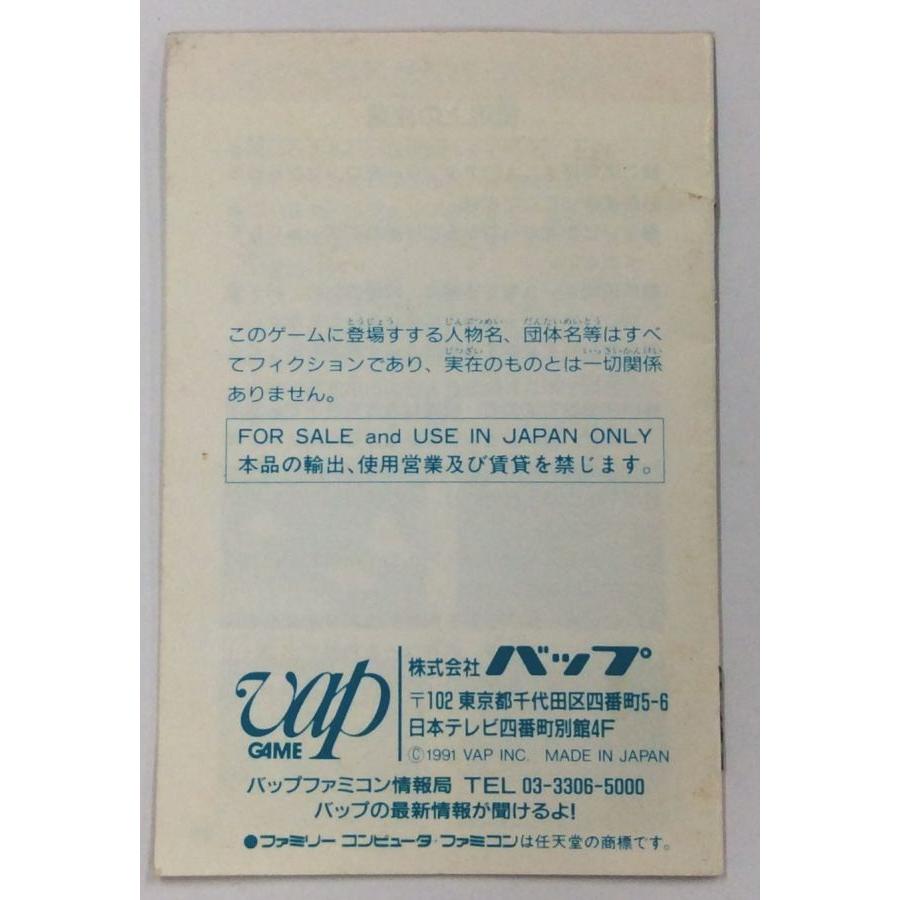 このゲームに登場すする人物名、団体名等はすべ
てフィクションであり、実在のものとは一切関係
ありません。
FOR SALE and USE IN JAPAN ONLY
本品の輸出、使用営業及び賃貸を禁じます。
vap GAME
株式会社 バップ
〒102 東京都千代田区四番町5-6
日本テレビ四番町別館4F
©1991 VAP INC. MADE IN JAPAN
バップファミコン情報局 TEL 03-3306-5000
バップの最新情報が聞けるよ!
●ファミリーコンピュータ・ファミコンは任天堂の商標です。